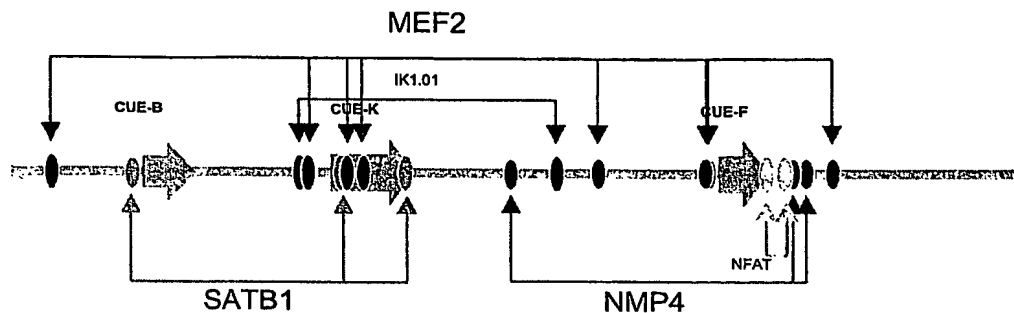 MEF2
IK1.01
CUE-B
CUE-K
CUE-F
NFAT
SATB1
NMP4